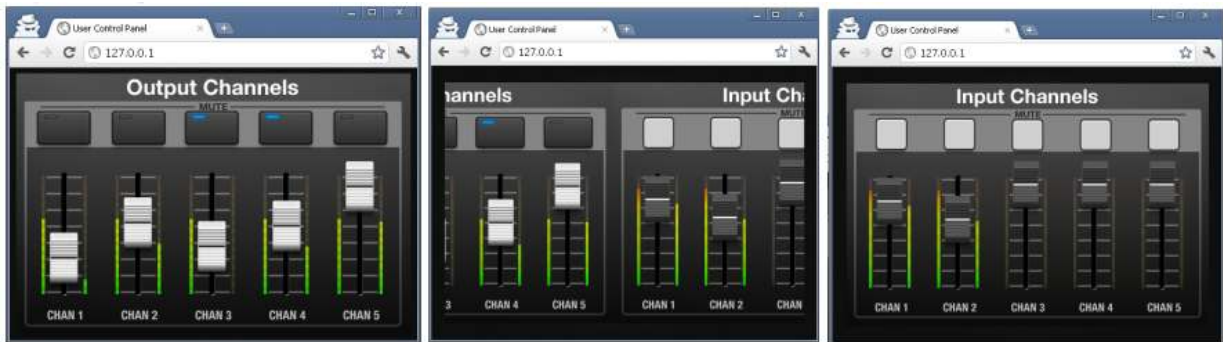 User Control Panel
127.0.0.1
Output Channels
MUTE
CHAN 1 CHAN 2 CHAN 3 CHAN 4 CHAN 5
User Control Panel
127.0.0.1
hannels Input Ch
MUT
3 CHAN 4 CHAN 5 CHAN 1 CHAN 2 CHAN
User Control Panel
127.0.0.1
Input Channels
MUTE
CHAN 1 CHAN 2 CHAN 3 CHAN 4 CHAN 5